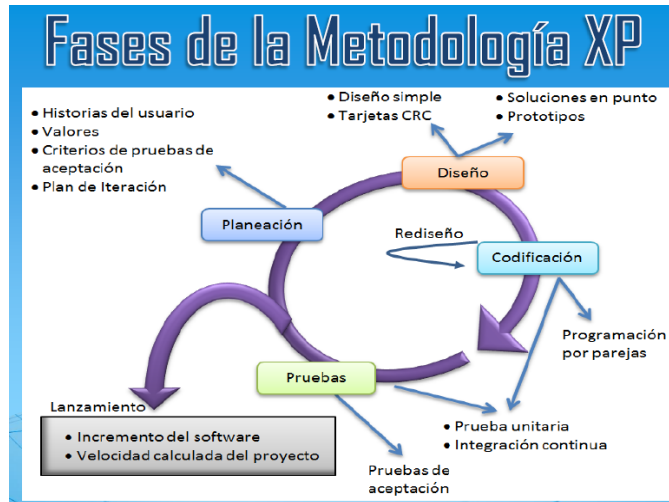 Fases de la Metodología XP
• Historias del usuario
• Valores
• Criterios de pruebas de
aceptación
• Plan de Iteración
• Diseño simple
• Tarjetas CRC
• Soluciones en punto
• Prototipos
Diseño
Planeación
Rediseño
Codificación
Programación
por parejas
Pruebas
Lanzamiento
• Incremento del software
• Velocidad calculada del proyecto
• Prueba unitaria
• Integración continua
Pruebas de
aceptación